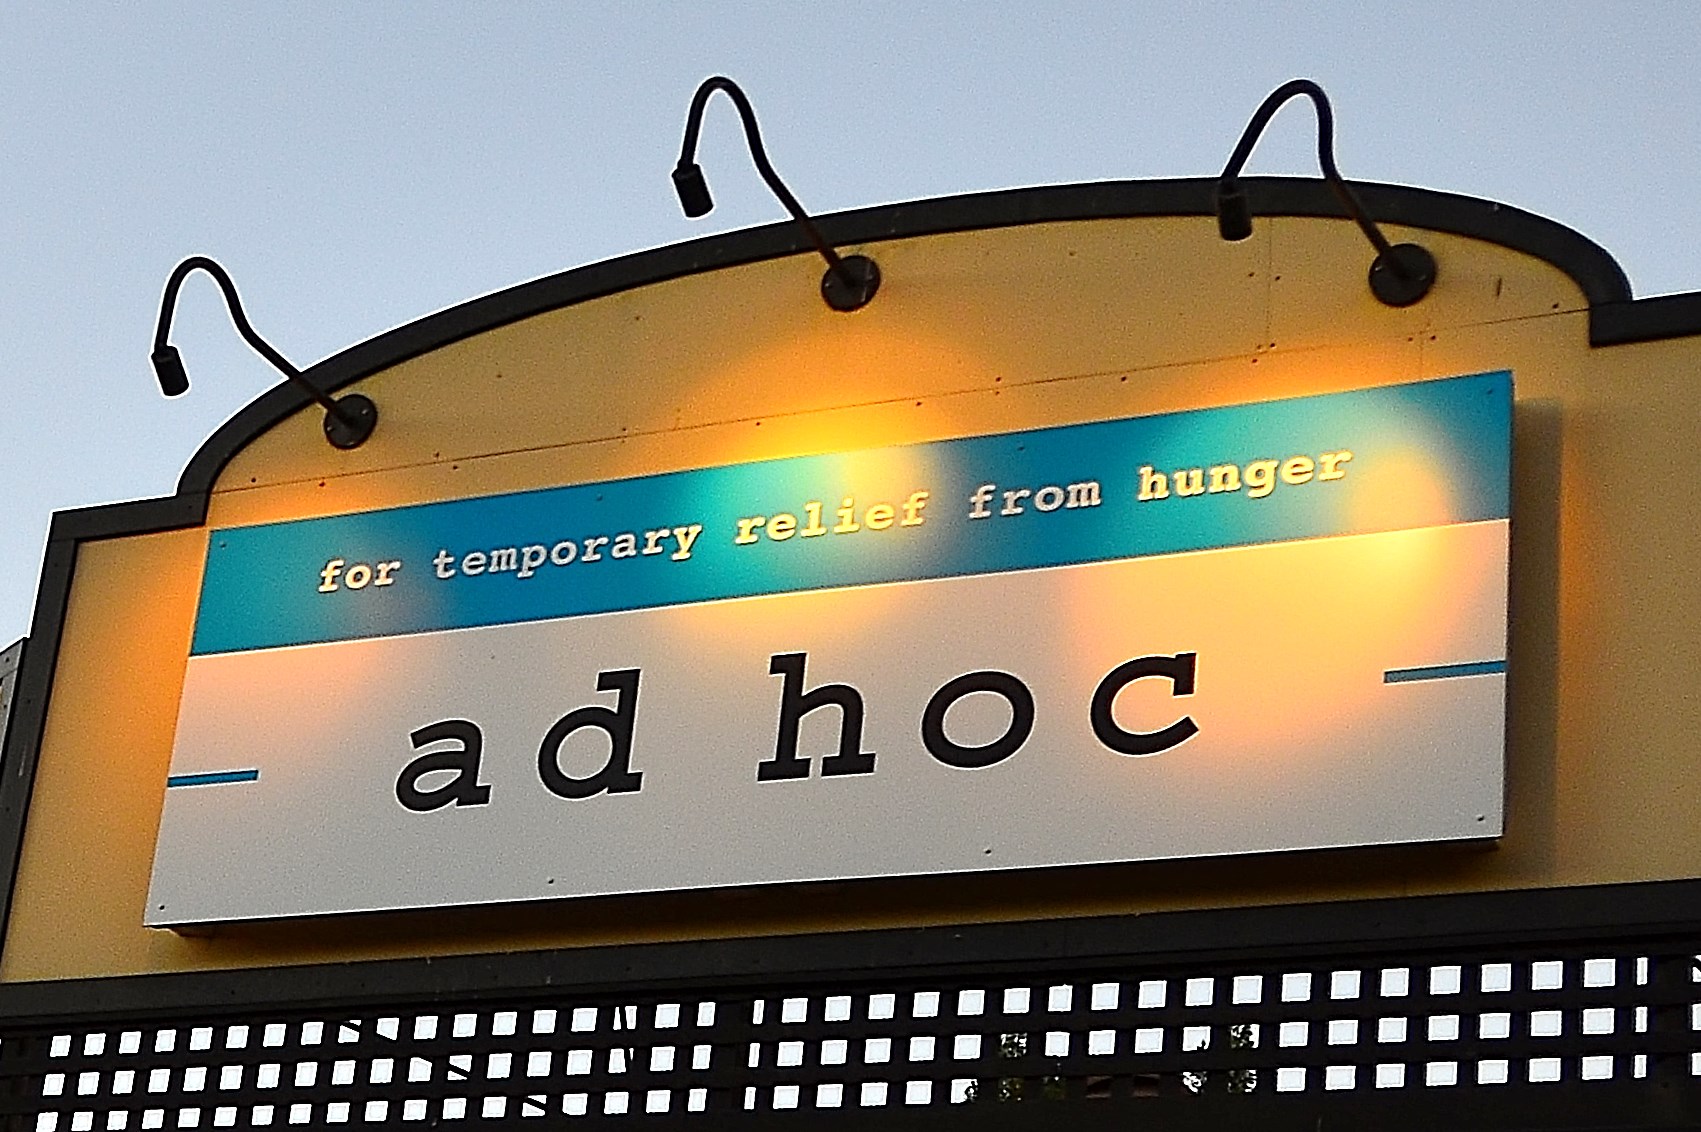 for temporary relief from hunger
ad hoc